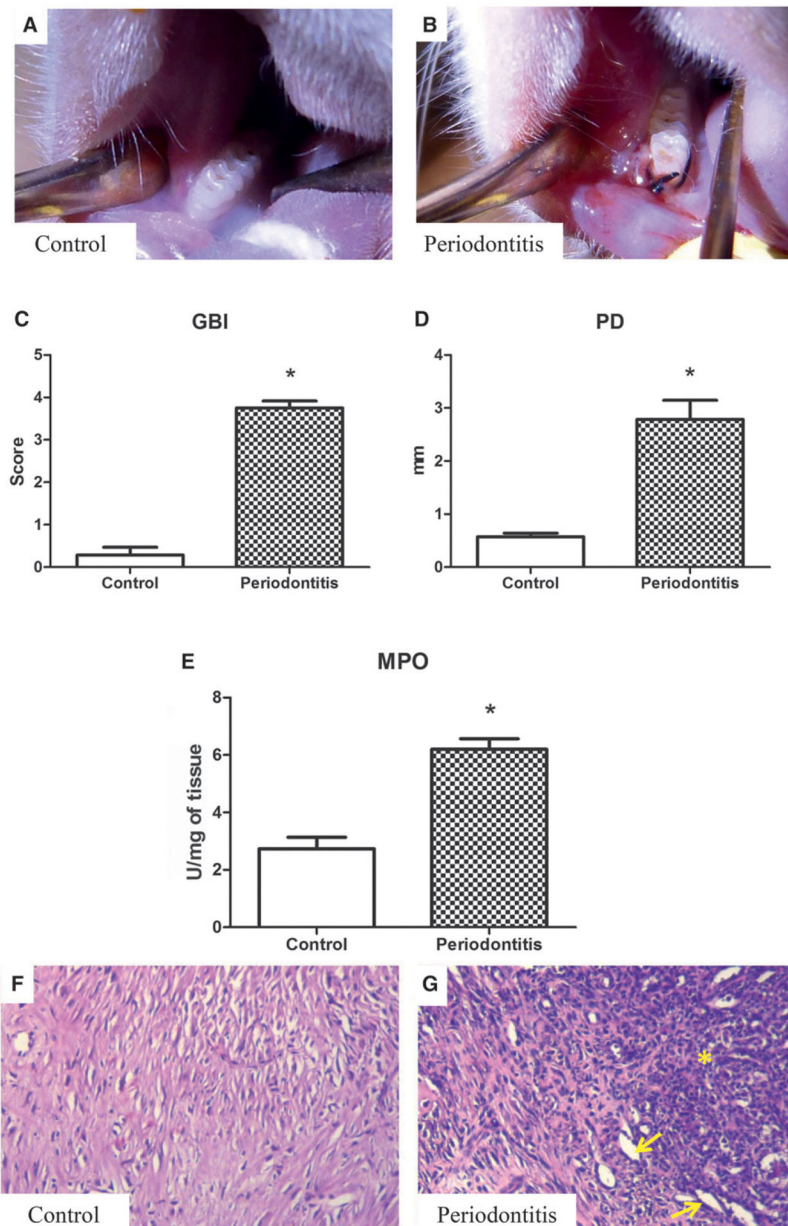 A
B
Control
Periodontitis
C
GBI
D
PD
5
4
3
2
1
0
Score
*
Control
Periodontitis
4
3
2
1
0
mm
*
Control
Periodontitis
E
MPO
8
6
4
2
0
U/mg of tissue
*
Control
Periodontitis
F
G
*
Control
Periodontitis